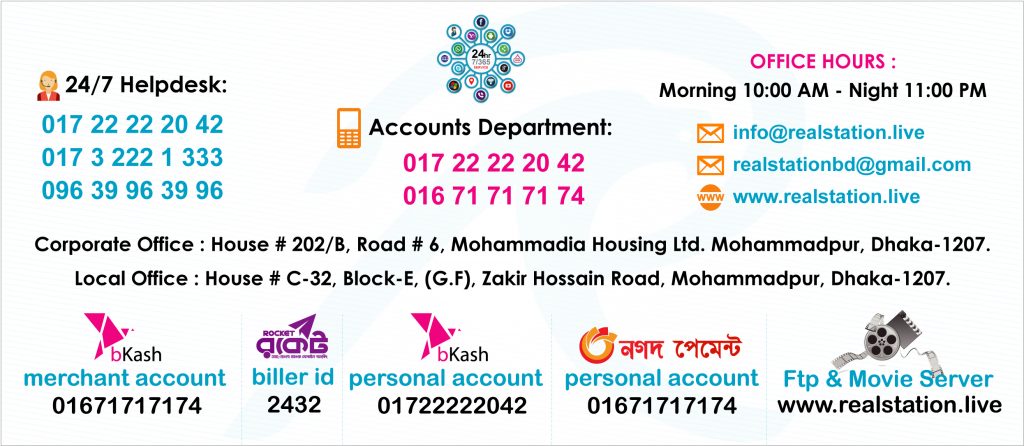 24hr
7/365
SERVICE
24/7 Helpdesk:
017 22 22 20 42
017 3 222 1 333
096 39 96 39 96
Accounts Department:
017 22 22 20 42
016 71 71 71 74
OFFICE HOURS :
Morning 10:00 AM - Night 11:00 PM
info@realstation.live
realstationbd@gmail.com
www
www.realstation.live
Corporate Office : House # 202/B, Road # 6, Mohammadia Housing Ltd. Mohammadpur, Dhaka-1207.
Local Office : House # C-32, Block-E, (G.F), Zakir Hossain Road, Mohammadpur, Dhaka-1207.
bKash
merchant account
01671717174
ROCKET
রকেট
biller id
2432
bKash
personal account
01722222042
নগদ পেমেন্ট
personal account
01671717174
Ftp & Movie Server
www.realstation.live